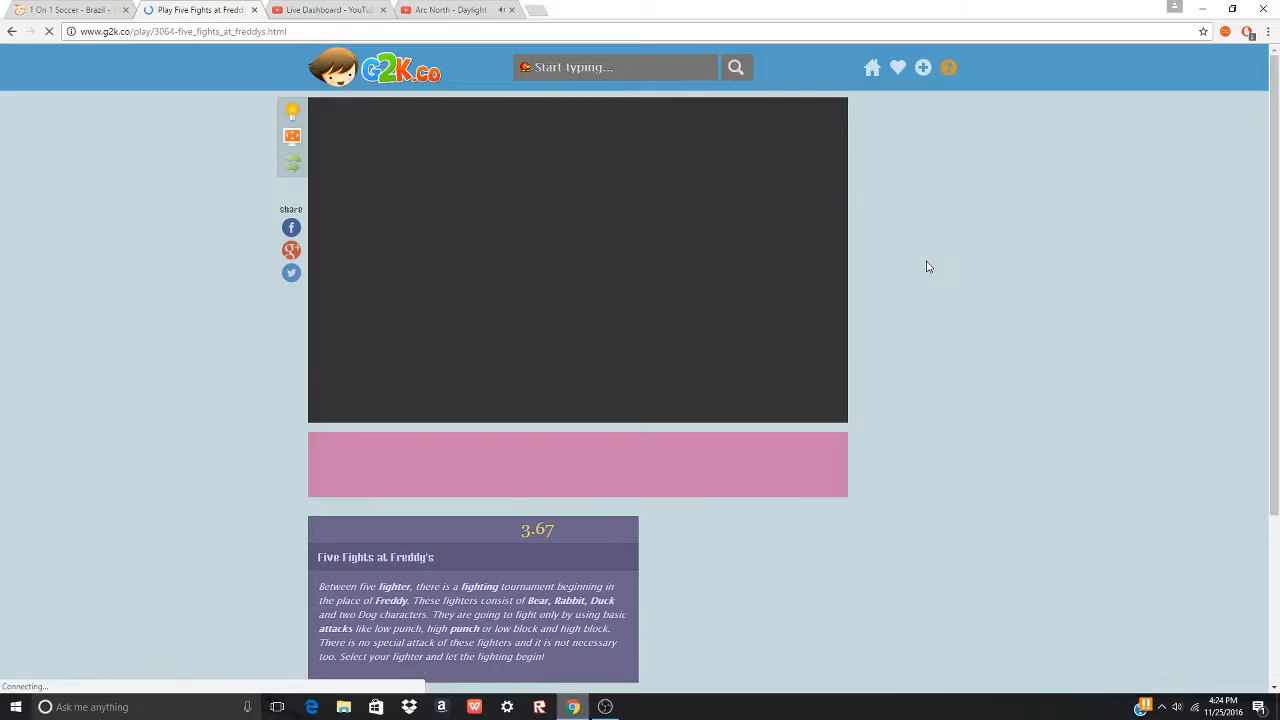 1 On 1 Soccer - Brazil -
Play Five Fights at Fredd
Live Dashboard - YouTub
Arc North - Daylight
www.g2k.co/play/3064-five_fights_at_freddys.html
G2K.co
Start typing...
share
3.67
Five Fights at Freddy's
Between five fighter, there is a fighting tournament beginning in
the place of Freddy. These fighters consist of Bear, Rabbit, Duck
and two Dog characters. They are going to fight only by using basic
attacks like low punch, high punch or low block and high block.
There is no special attack of these fighters and it is not necessary
too. Select your fighter and let the fighting begin!
Connecting...
Ask me anything
4:24 PM
11/25/2016